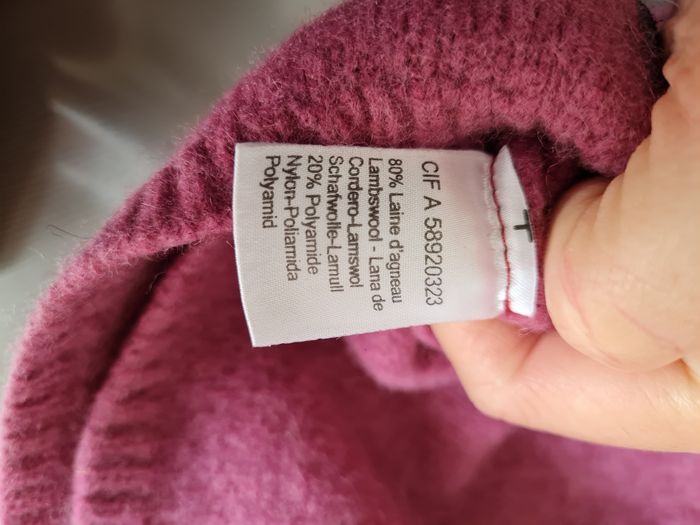 CIF A 58920323
80% Laine d'agneau
Lambswool - Lana de
Cordero-Lamswol
Schafwolle-Lamull
20% Polyamide
Nylon-Poliamida
Polyamid